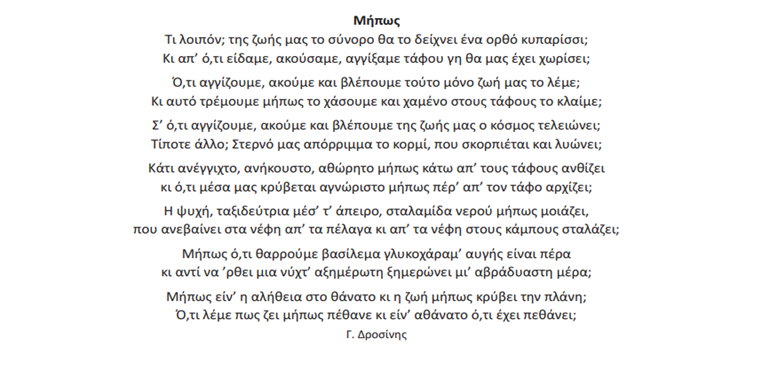 Μήπως
Τι λοιπόν; της ζωής μας το σύνορο θα το δείχνει ένα ορθό κυπαρίσσι;
Κι απ’ ό,τι είδαμε, ακούσαμε, αγγίξαμε τάφου γη θα μας έχει χωρίσει;
Ό,τι αγγίζουμε, ακούμε και βλέπουμε τούτο μόνο ζωή μας το λέμε;
Κι αυτό τρέμουμε μήπως το χάσουμε και χαμένο στους τάφους το κλαίμε;
Σ’ ό,τι αγγίζουμε, ακούμε και βλέπουμε της ζωής μας ο κόσμος τελειώνει;
Τίποτε άλλο; Στερνό μας απόρριμμα το κορμί, που σκορπιέται και λυώνει;
Κάτι ανέγγιχτο, ανήκουστο, αθώρητο μήπως κάτω απ’ τους τάφους ανθίζει
κι ό,τι μέσα μας κρύβεται αγνώριστο μήπως πέρ’ απ’ τον τάφο αρχίζει;
Η ψυχή, ταξιδεύτρια μέσ’ τ’ άπειρο, σταλαμίδα νερού μήπως μοιάζει,
που ανεβαίνει στα νέφη απ’ τα πέλαγα κι απ’ τα νέφη στους κάμπους σταλάζει;
Μήπως ό,τι θαρρούμε βασίλεμα γλυκοχάραμ’ αυγής είναι πέρα
κι αντί να ’ρθει μια νύχτ’ αξημέρωτη ξημερώνει μι’ αβράδυαστη μέρα;
Μήπως είν’ η αλήθεια στο θάνατο κι η ζωή μήπως κρύβει την πλάνη;
Ό,τι λέμε πως ζει μήπως πέθανε κι είν’ αθάνατο ό,τι έχει πεθάνει;
Γ. Δροσίνης